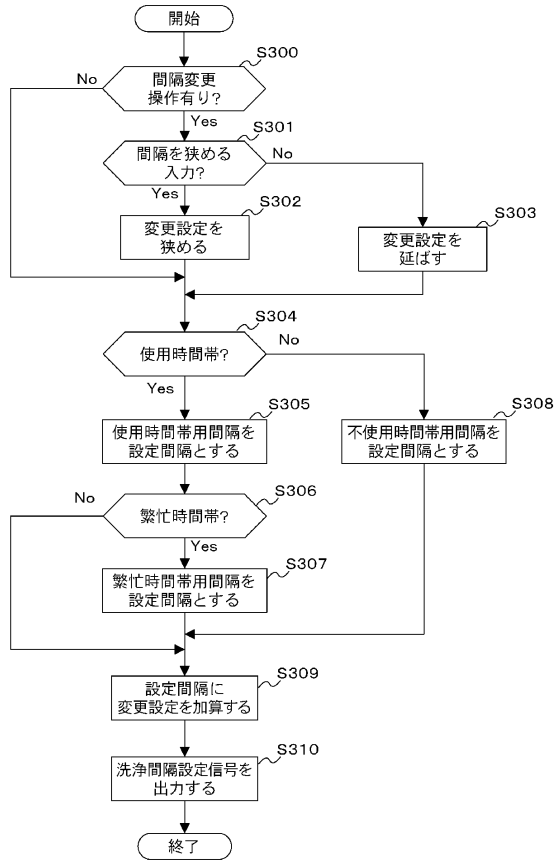 開始
S300
間隔変更
操作有り?
No
Yes
S301
間隔を狭める
入力?
No
Yes
S302
変更設定を
狭める
S303
変更設定を
延ばす
S304
使用時間帯?
No
Yes
S305
使用時間帯用間隔を
設定間隔とする
S308
不使用時間帯用間隔を
設定間隔とする
S306
繁忙時間帯?
No
Yes
S307
繁忙時間帯用間隔を
設定間隔とする
S309
設定間隔に
変更設定を加算する
S310
洗浄間隔設定信号を
出力する
終了